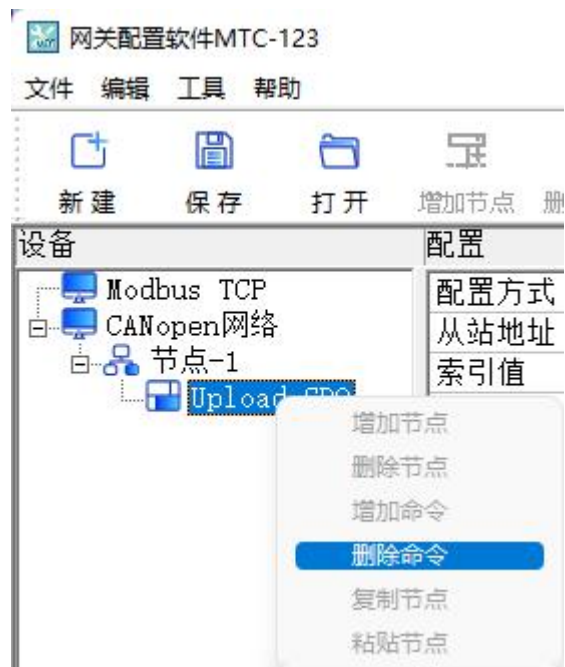 网关配置软件MTC-123
文件 编辑 工具 帮助
新建 保存 打开 增加节点
设备 配置
Modbus TCP 配置方式
CANopen网络 从站地址
节点-1 索引值
Upload
增加节点
删除节点
增加命令
删除命令
复制节点
粘贴节点